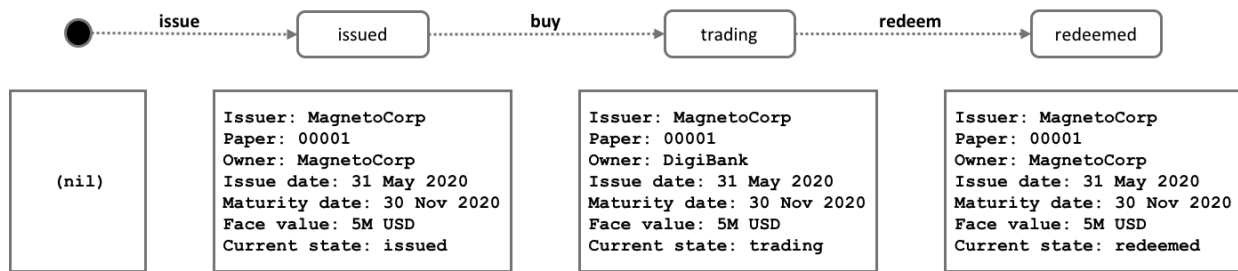 issue
buy
redeem
issued
trading
redeemed
(nil)
Issuer: MagnetoCorp
Paper: 00001
Owner: MagnetoCorp
Issue date: 31 May 2020
Maturity date: 30 Nov 2020
Face value: 5M USD
Current state: issued
Issuer: MagnetoCorp
Paper: 00001
Owner: DigiBank
Issue date: 31 May 2020
Maturity date: 30 Nov 2020
Face value: 5M USD
Current state: trading
Issuer: MagnetoCorp
Paper: 00001
Owner: MagnetoCorp
Issue date: 31 May 2020
Maturity date: 30 Nov 2020
Face value: 5M USD
Current state: redeemed